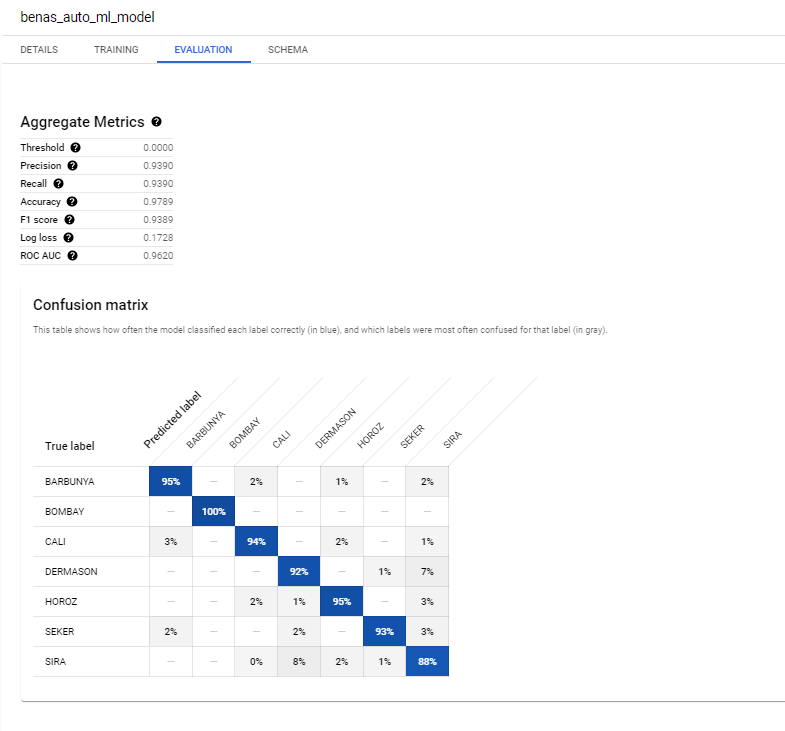 benas_auto_ml_model
DETAILS TRAINING EVALUATION SCHEMA
Aggregate Metrics ?
Threshold ? 0.0000
Precision ? 0.9390
Recall ? 0.9390
Accuracy ? 0.9789
F1 score ? 0.9389
Log loss ? 0.1728
ROC AUC ? 0.9620
Confusion matrix
This table shows how often the model classified each label correctly (in blue), and which labels were most often confused for that label (in gray).
True label Predicted label BARBUNYA BOMBAY CALI DERMASON HOROZ SEKER SIRA
BARBUNYA 95% — 2% — 1% — 2%
BOMBAY — 100% — — — — —
CALI 3% — 94% — 2% — 1%
DERMASON — — — 92% — 1% 7%
HOROZ — — 2% 1% 95% — 3%
SEKER 2% — — 2% — 93% 3%
SIRA — — 0% 8% 2% 1% 88%